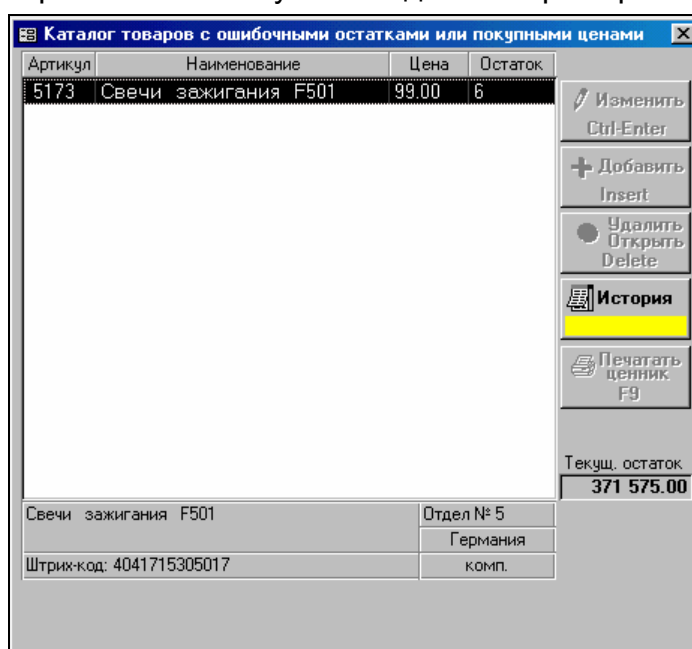 Каталог товаров с ошибочными остатками или покупными ценами
Артикул Наименование Цена Остаток
5173 Свечи зажигания F501 99.00 6
Изменить
Ctrl-Enter
Добавить
Insert
Удалить
Открыть
Delete
История
Печатать
ценник
F9
Текущ. остаток
371 575.00
Свечи зажигания F501 Отдел № 5
Германия
Штрих-код: 4041715305017 комп.